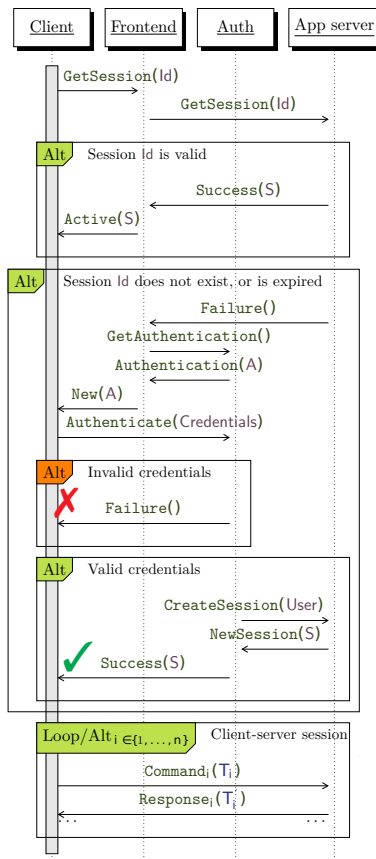 Client Frontend Auth App server
GetSession(Id)
GetSession(Id)
Alt Session Id is valid
Success(S)
Active(S)
Alt Session Id does not exist, or is expired
Failure()
GetAuthentication()
Authentication(A)
New(A)
Authenticate(Credentials)
Alt Invalid credentials
Failure()
Alt Valid credentials
CreateSession(User)
NewSession(S)
Success(S)
Loop/Alt i ∈{1,...,n} Client-server session
Commandi(Ti)
Responsei(Ti)
... ...